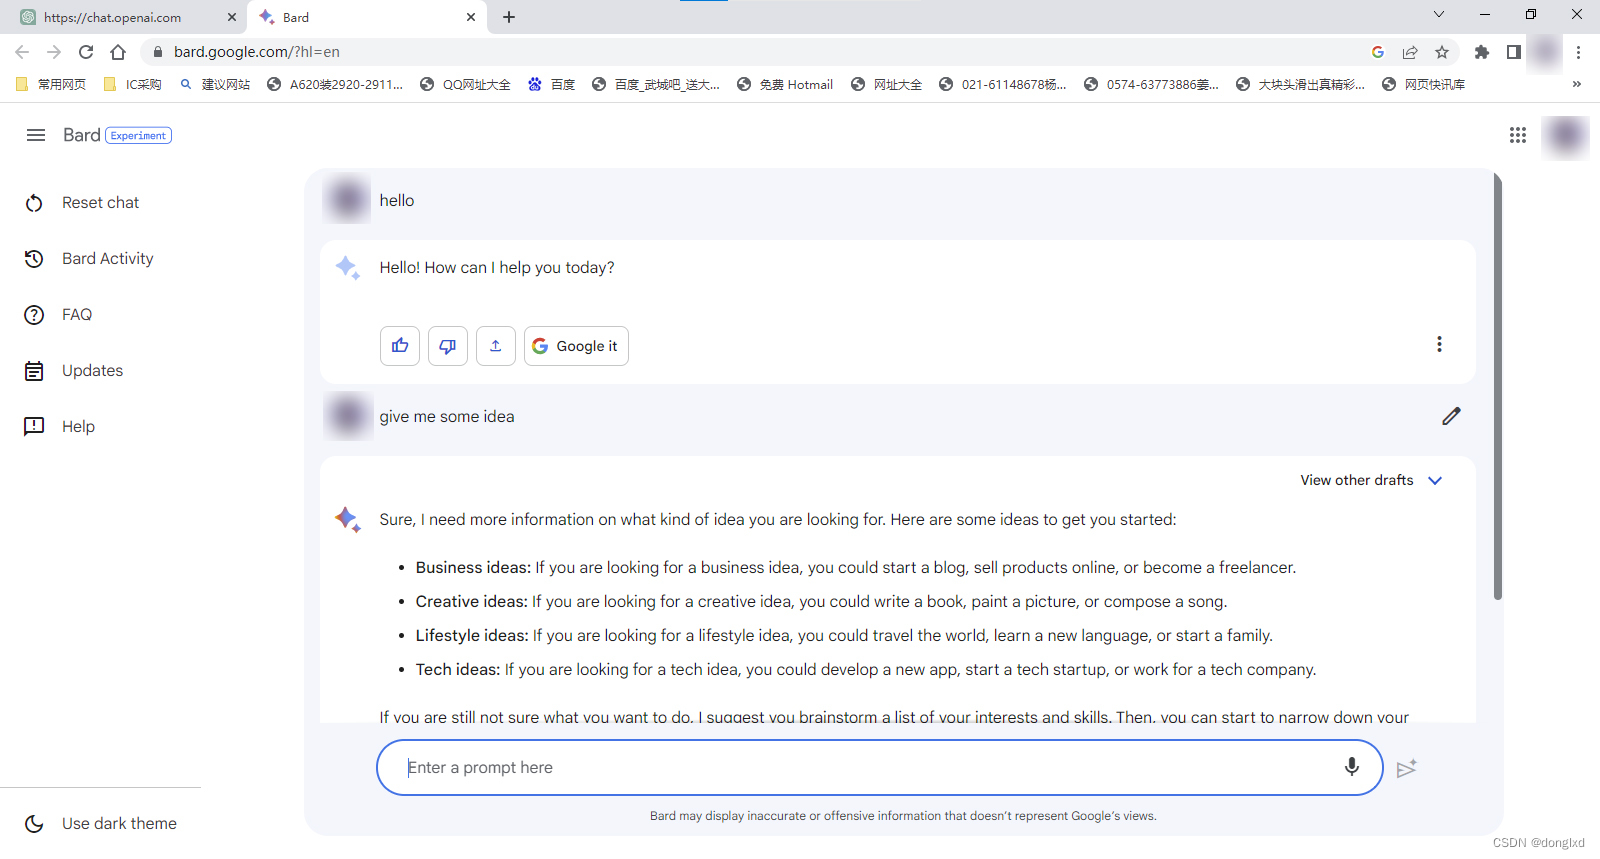 https://chat.openai.com
Bard
bard.google.com/?hl=en
常用网页
IC采购
建议网站
A620装2920-2911...
QQ网址大全
百度
百度_武城吧_送大...
免费 Hotmail
网址大全
021-61148678杨...
0574-63773886姜...
大块头滑出真精彩...
网页快讯库
»
Bard Experiment
Reset chat
Bard Activity
FAQ
Updates
Help
Use dark theme
hello
Hello! How can I help you today?
Google it
give me some idea
View other drafts
Sure, I need more information on what kind of idea you are looking for. Here are some ideas to get you started:
• Business ideas: If you are looking for a business idea, you could start a blog, sell products online, or become a freelancer.
• Creative ideas: If you are looking for a creative idea, you could write a book, paint a picture, or compose a song.
• Lifestyle ideas: If you are looking for a lifestyle idea, you could travel the world, learn a new language, or start a family.
• Tech ideas: If you are looking for a tech idea, you could develop a new app, start a tech startup, or work for a tech company.
If you are still not sure what you want to do, I suggest you brainstorm a list of your interests and skills. Then, you can start to narrow down your
Enter a prompt here
Bard may display inaccurate or offensive information that doesn't represent Google's views.
CSDN @donglxd